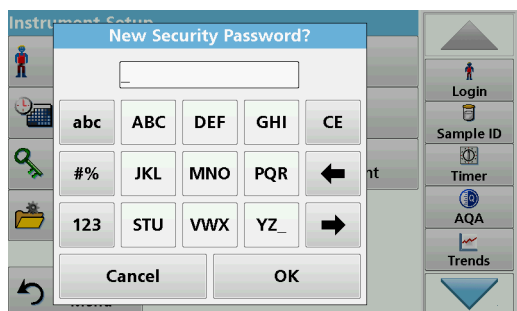 Instrument Setup
New Security Password?
_
abc ABC DEF GHI CE
#% JKL MNO PQR
123 STU VWX YZ_
Cancel OK
nt
Menu
Login
Sample ID
Timer
AQA
Trends